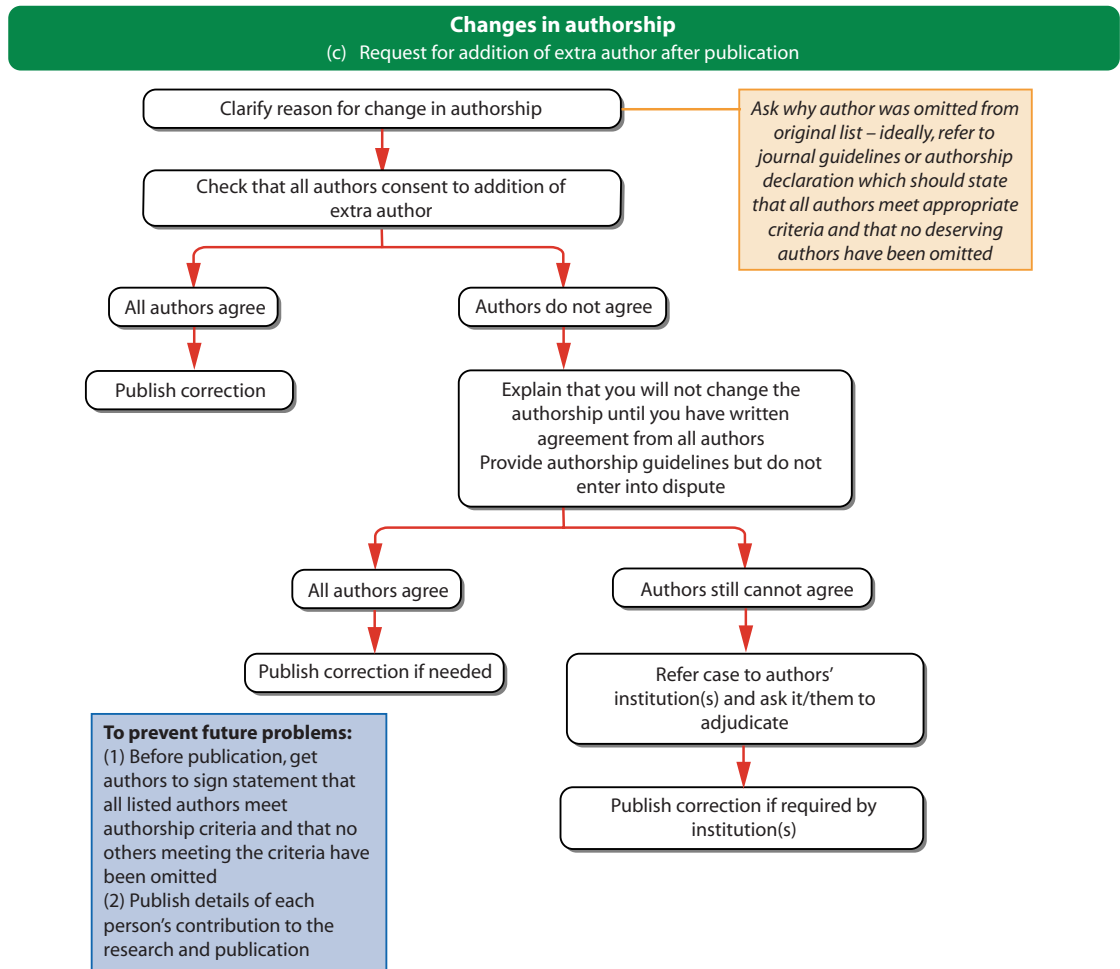 Changes in authorship
(c) Request for addition of extra author after publication
Clarify reason for change in authorship
Ask why author was omitted from
original list – ideally, refer to
journal guidelines or authorship
declaration which should state
that all authors meet appropriate
criteria and that no deserving
authors have been omitted
Check that all authors consent to addition of
extra author
All authors agree
Authors do not agree
Publish correction
Explain that you will not change the
authorship until you have written
agreement from all authors
Provide authorship guidelines but do not
enter into dispute
All authors agree
Authors still cannot agree
Publish correction if needed
Refer case to authors’
institution(s) and ask it/them to
adjudicate
Publish correction if required by
institution(s)
To prevent future problems:
(1) Before publication, get
authors to sign statement that
all listed authors meet
authorship criteria and that no
others meeting the criteria have
been omitted
(2) Publish details of each
person’s contribution to the
research and publication